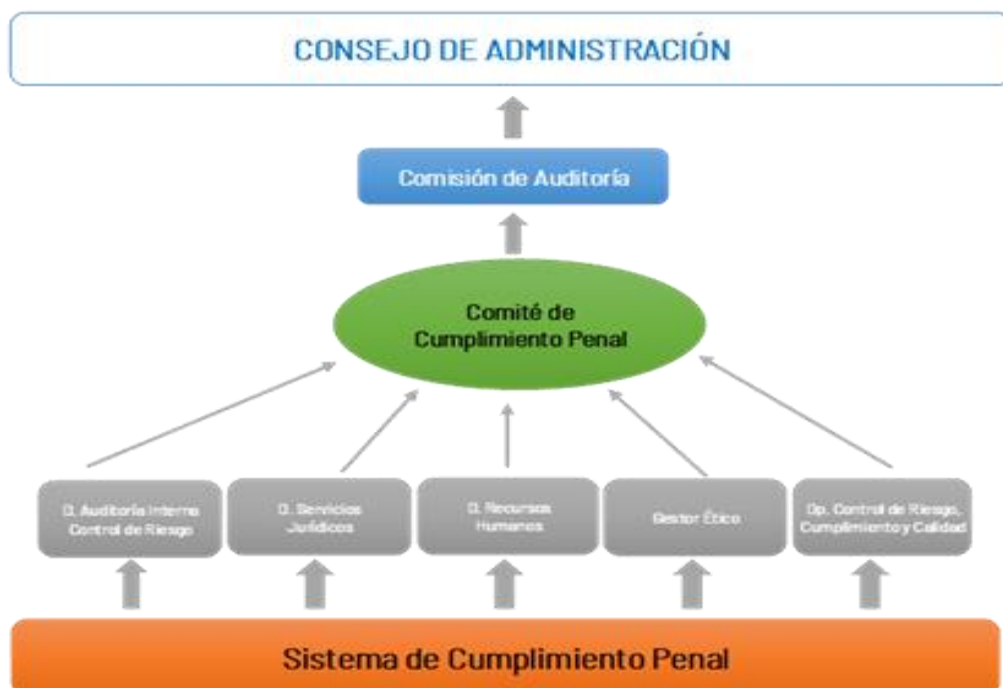 CONSEJO DE ADMINISTRACIÓN
Comisión de Auditoría
Comité de
Cumplimiento Penal
D. Auditoría Interna
Control de Riesgo
D. Servicios
Jurídicos
D. Recursos
Humanos
Gestor Ético
Dp. Control de Riesgo,
Cumplimiento y Calidad
Sistema de Cumplimiento Penal